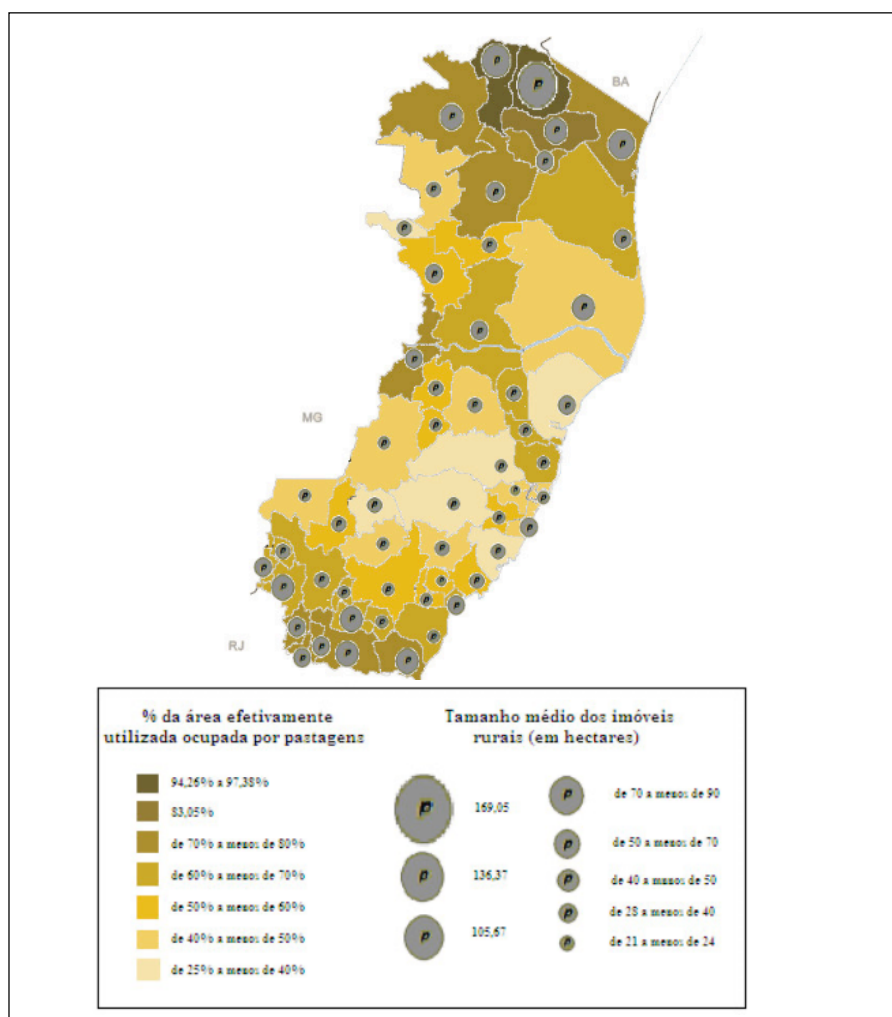 BA
MG
RJ
% da área efetivamente
utilizada ocupada por pastagens
94,26% a 97,38%
83,05%
de 70% a menos de 80%
de 60% a menos de 70%
de 50% a menos de 60%
de 40% a menos de 50%
de 25% a menos de 40%
Tamanho médio dos imóveis
rurais (em hectares)
P 169,05
P 136,37
P 105,67
P de 70 a menos de 90
P de 50 a menos de 70
P de 40 a menos de 50
P de 28 a menos de 40
P de 21 a menos de 24